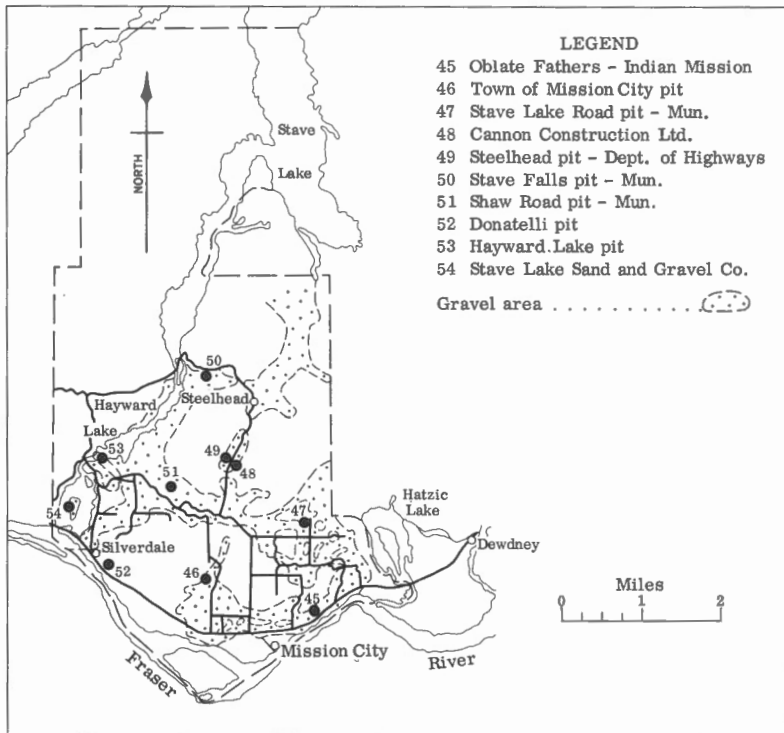 LEGEND
45 Oblate Fathers - Indian Mission
46 Town of Mission City pit
47 Stave Lake Road pit - Mun.
48 Cannon Construction Ltd.
49 Steelhead pit - Dept. of Highways
50 Stave Falls pit - Mun.
51 Shaw Road pit - Mun.
52 Donatelli pit
53 Hayward.Lake pit
54 Stave Lake Sand and Gravel Co.
Gravel area . . . . . . . . . . . .
NORTH
Stave
Lake
50
Hayward
Steelhead
Lake
53
49
48
51
54
47
Hatzic
Lake
Dewdney
Silverdale
52
46
45
Miles
0 1 2
Mission City
Fraser
River